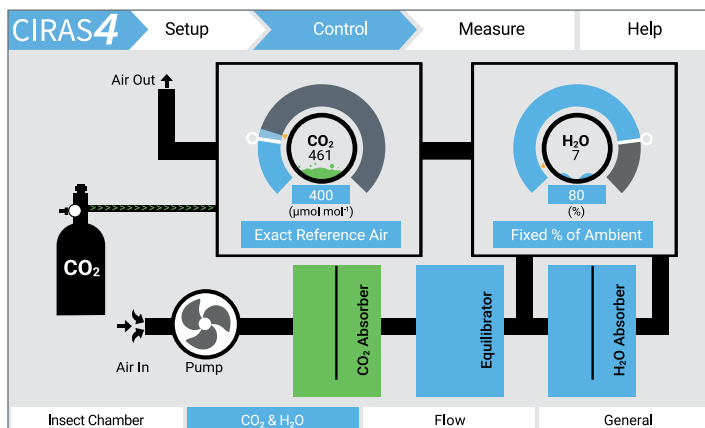 CIRAS4
Setup
Control
Measure
Help
Air Out
CO₂
461
400
(μmol mol⁻¹)
Exact Reference Air
H₂O
7
80
(%)
Fixed % of Ambient
CO₂
Air In
Pump
CO₂ Absorber
Equilibrator
H₂O Absorber
Insect Chamber
CO₂ & H₂O
Flow
General